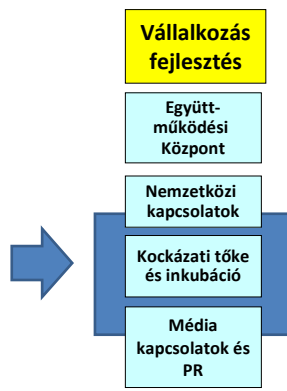 Vállalkozás
fejlesztés
Együtt-
működési
Központ
Nemzetközi
kapcsolatok
Kockázati tőke
és inkubáció
Média
kapcsolatok és
PR